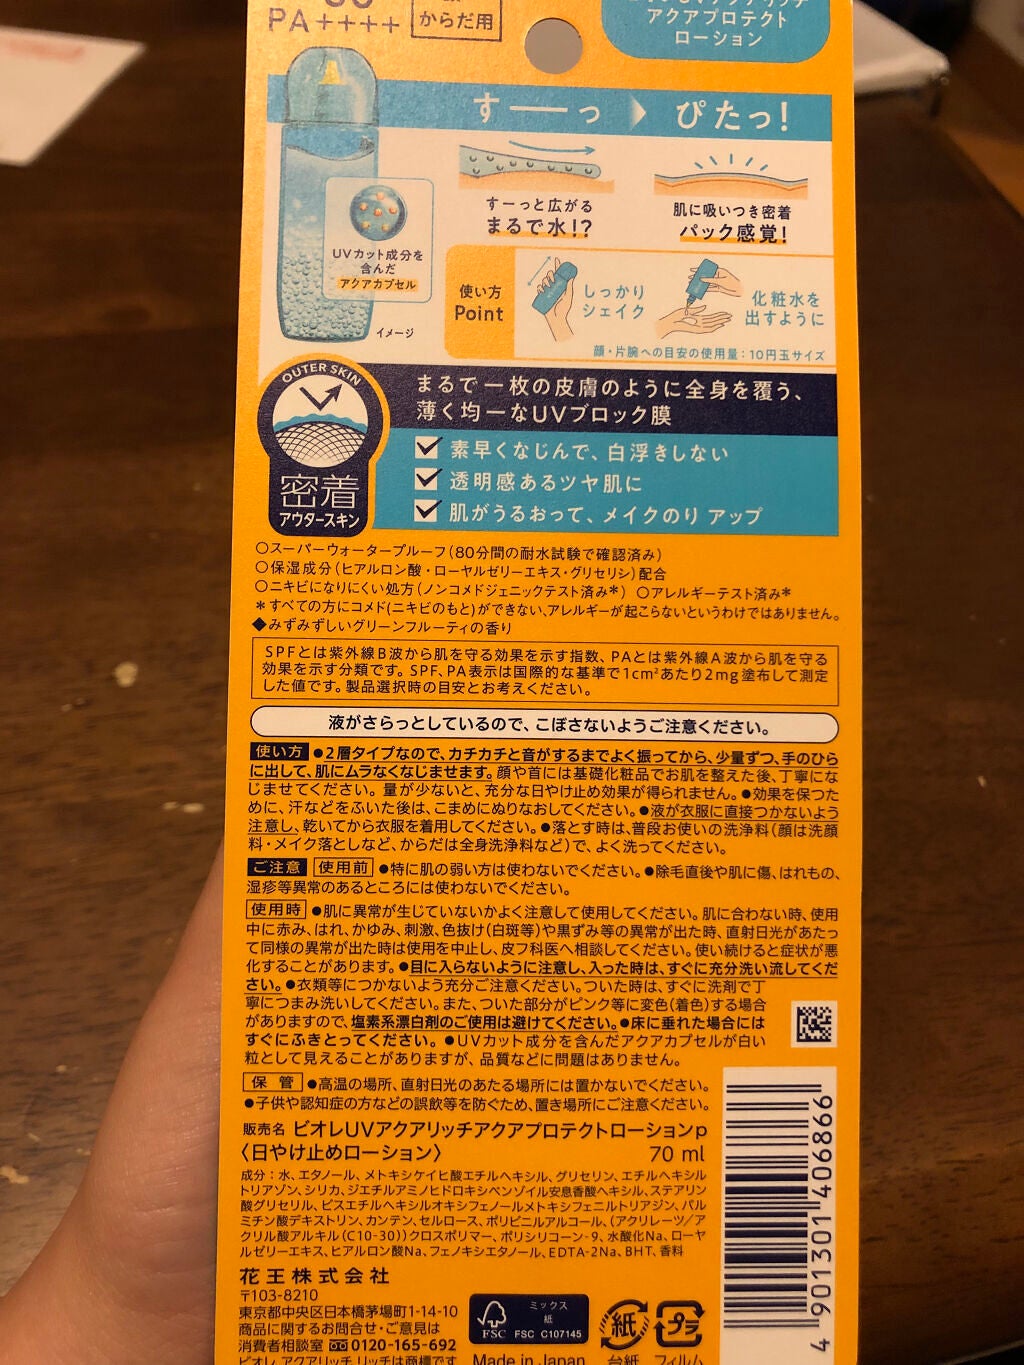 PA++++
からだ用
アクアプロテクト
ローション
すーっ
ぴたっ!
すーっと広がる
まるで水!?
肌に吸いつき密着
パック感覚!
UVカット成分を
含んだ
アクアカプセル
イメージ
使い方
Point
しっかり
シェイク
化粧水を
出すように
顔・片腕への目安の使用量:10円玉サイズ
OUTER SKIN
密着
アウタースキン
まるで一枚の皮膚のように全身を覆う、
薄く均一なUVブロック膜
素早くなじんで、白浮きしない
透明感あるツヤ肌に
肌がうるおって、メイクのり アップ
○スーパーウォータープルーフ(80分間の耐水試験で確認済み)
○保湿成分(ヒアルロン酸・ローヤルゼリーエキス・グリセリン)配合
○ニキビになりにくい処方(ノンコメドジェニックテスト済み*) ○アレルギーテスト済み*
*すべての方にコメド(ニキビのもと)ができない、アレルギーが起こらないというわけではありません。
◆みずみずしいグリーンフルーティの香り
SPFとは紫外線B波から肌を守る効果を示す指数、PAとは紫外線A波から肌を守る
効果を示す分類です。SPF、PA表示は国際的な基準で1cm²あたり2mg塗布して測定
した値です。製品選択時の目安とお考えください。
液がさらっとしているので、こぼさないようご注意ください。
使い方 ●2層タイプなので、カチカチと音がするまでよく振ってから、少量ずつ、手のひら
に出して、肌にムラなくなじませます。顔や首には基礎化粧品でお肌を整えた後、丁寧にな
じませてください。量が少ないと、充分な日やけ止め効果が得られません。●効果を保つた
めに、汗などをふいた後は、こまめにぬりなおしてください。●液が衣服に直接つかないよう
注意し、乾いてから衣服を着用してください。●落とす時は、普段お使いの洗浄料(顔は洗顔
料・メイク落としなど、からだは全身洗浄料など)で、よく洗ってください。
ご注意 使用前 ●特に肌の弱い方は使わないでください。●除毛直後や肌に傷、はれもの、
湿疹等異常のあるところには使わないでください。
使用時 ●肌に異常が生じていないかよく注意して使用してください。肌に合わない時、使用
中に赤み、はれ、かゆみ、刺激、色抜け(白斑等)や黒ずみ等の異常が出た時、直射日光があたっ
て同様の異常が出た時は使用を中止し、皮フ科医へ相談してください。使い続けると症状が悪
化することがあります。●目に入らないように注意し、入った時は、すぐに充分洗い流してくだ
さい。●衣類等につかないよう充分ご注意ください。ついた時は、すぐに洗剤で丁
寧につまみ洗いしてください。また、ついた部分がピンク等に変色(着色)する場合
がありますので、塩素系漂白剤のご使用は避けてください。●床に垂れた場合には
すぐにふきとってください。●UVカット成分を含んだアクアカプセルが白い
粒として見えることがありますが、品質などに問題はありません。
保 管 ●高温の場所、直射日光のあたる場所には置かないでください。
●子供や認知症の方などの誤飲等を防ぐため、置き場所にご注意ください。
販売名 ビオレUVアクアリッチアクアプロテクトローションp
〈日やけ止めローション〉 70 ml
成分:水、エタノール、メトキシケイヒ酸エチルヘキシル、グリセリン、エチルヘキシル
トリアゾン、シリカ、ジエチルアミノヒドロキシベンゾイル安息香酸ヘキシル、ステアリン
酸グリセリル、ビスエチルヘキシルオキシフェノールメトキシフェニルトリアジン、パル
ミチン酸デキストリン、カンテン、セルロース、ポリビニルアルコール、(アクリレーツ/ア
クリル酸アルキル(C10-30))クロスポリマー、ポリシリコーン-9、水酸化Na、ローヤ
ルゼリーエキス、ヒアルロン酸Na、フェノキシエタノール、EDTA-2Na、BHT、香料
花王株式会社
〒103-8210
東京都中央区日本橋茅場町1-14-10
商品に関するお問合せ・ご意見は
消費者相談室 0120-165-692
ビオレ、アクアリッチ、リッチは商標です
FSC
ミックス
紙
FSC C107145
Made in Japan
紙
台紙
プラ
フィルム
4 901301 406866